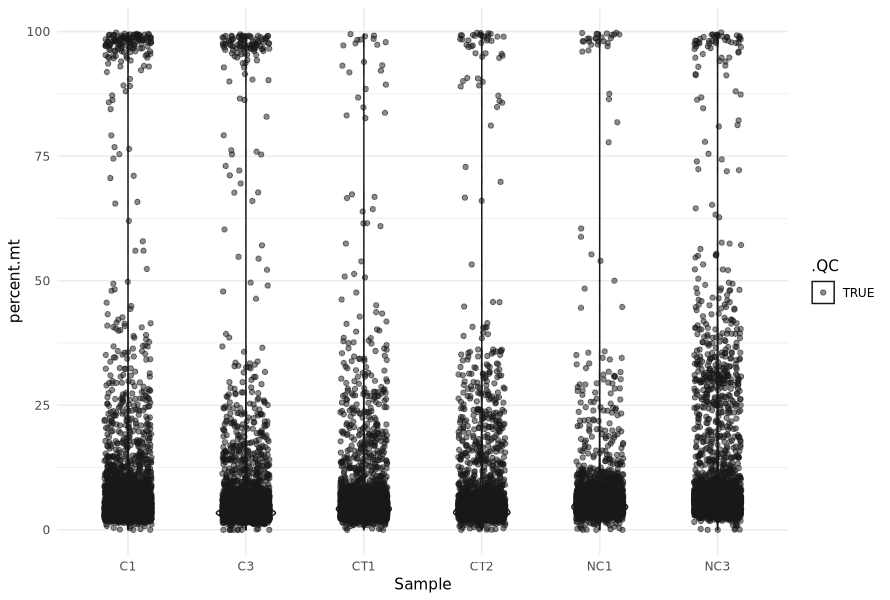 100
75
50
25
0
percent.mt
C1 C3 CT1 CT2 NC1 NC3
Sample
.QC
TRUE